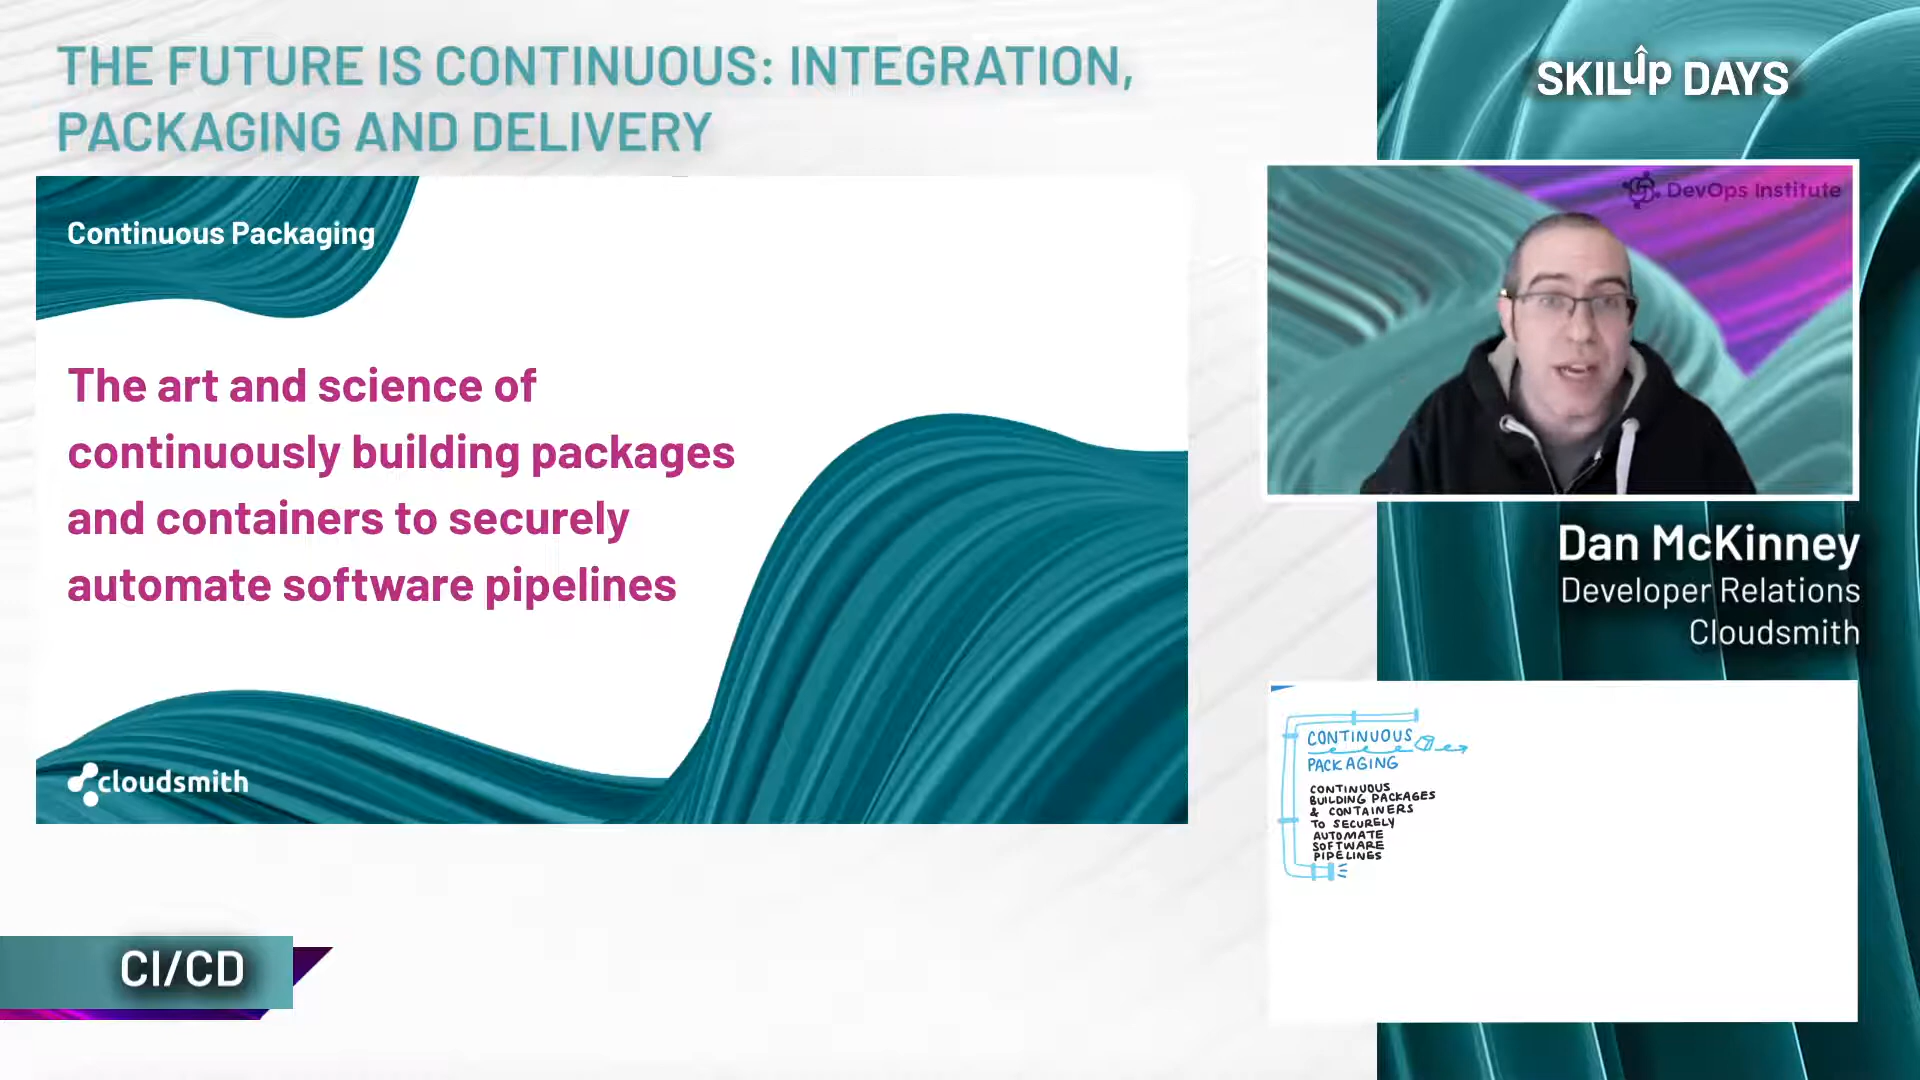 THE FUTURE IS CONTINUOUS: INTEGRATION,
PACKAGING AND DELIVERY
SKILup DAYS
Continuous Packaging
The art and science of
continuously building packages
and containers to securely
automate software pipelines
cloudsmith
DevOps Institute
Dan McKinney
Developer Relations
Cloudsmith
CONTINUOUS
PACKAGING
CONTINUOUS
BUILDING PACKAGES
& CONTAINERS
TO SECURELY
AUTOMATE
SOFTWARE
PIPELINES
CI/CD